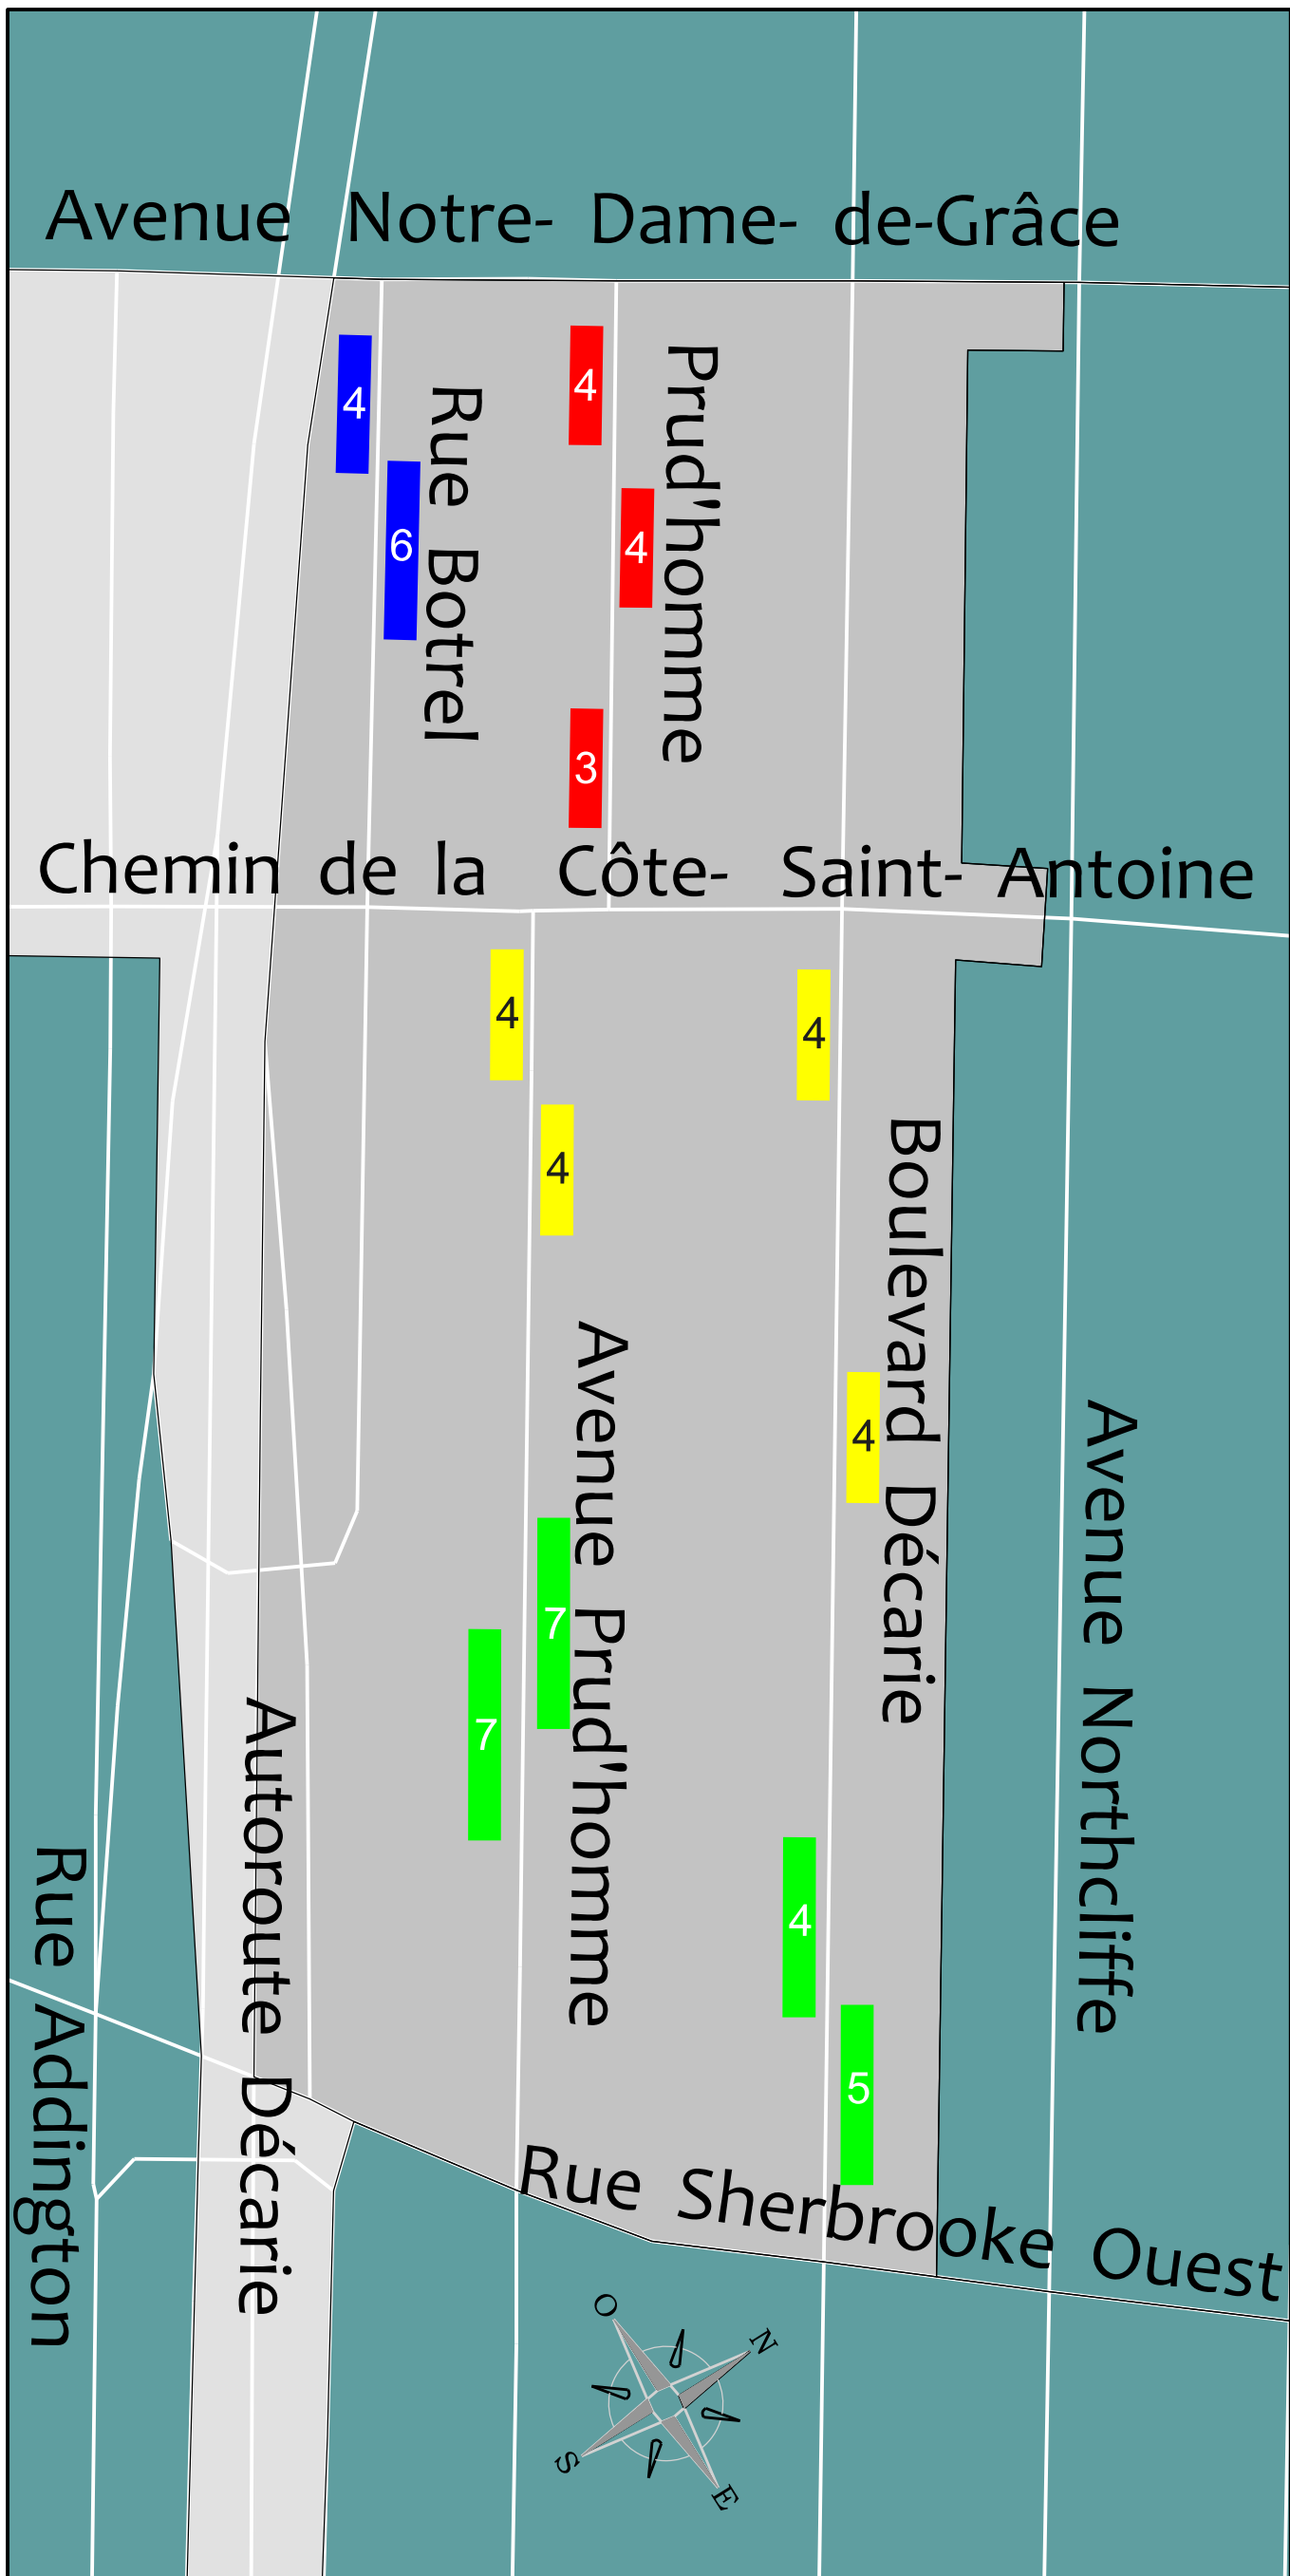 Avenue Notre- Dame- de-Grâce
4
4
Prud'homme
Rue Botrel
6
4
3
Chemin de la Côte- Saint- Antoine
4
4
4
Boulevard Décarie
4
Avenue Prud'homme
Avenue Northcliffe
7
7
Autoroute Décarie
4
Rue Addington
5
Rue Sherbrooke Ouest
O
N
S
E